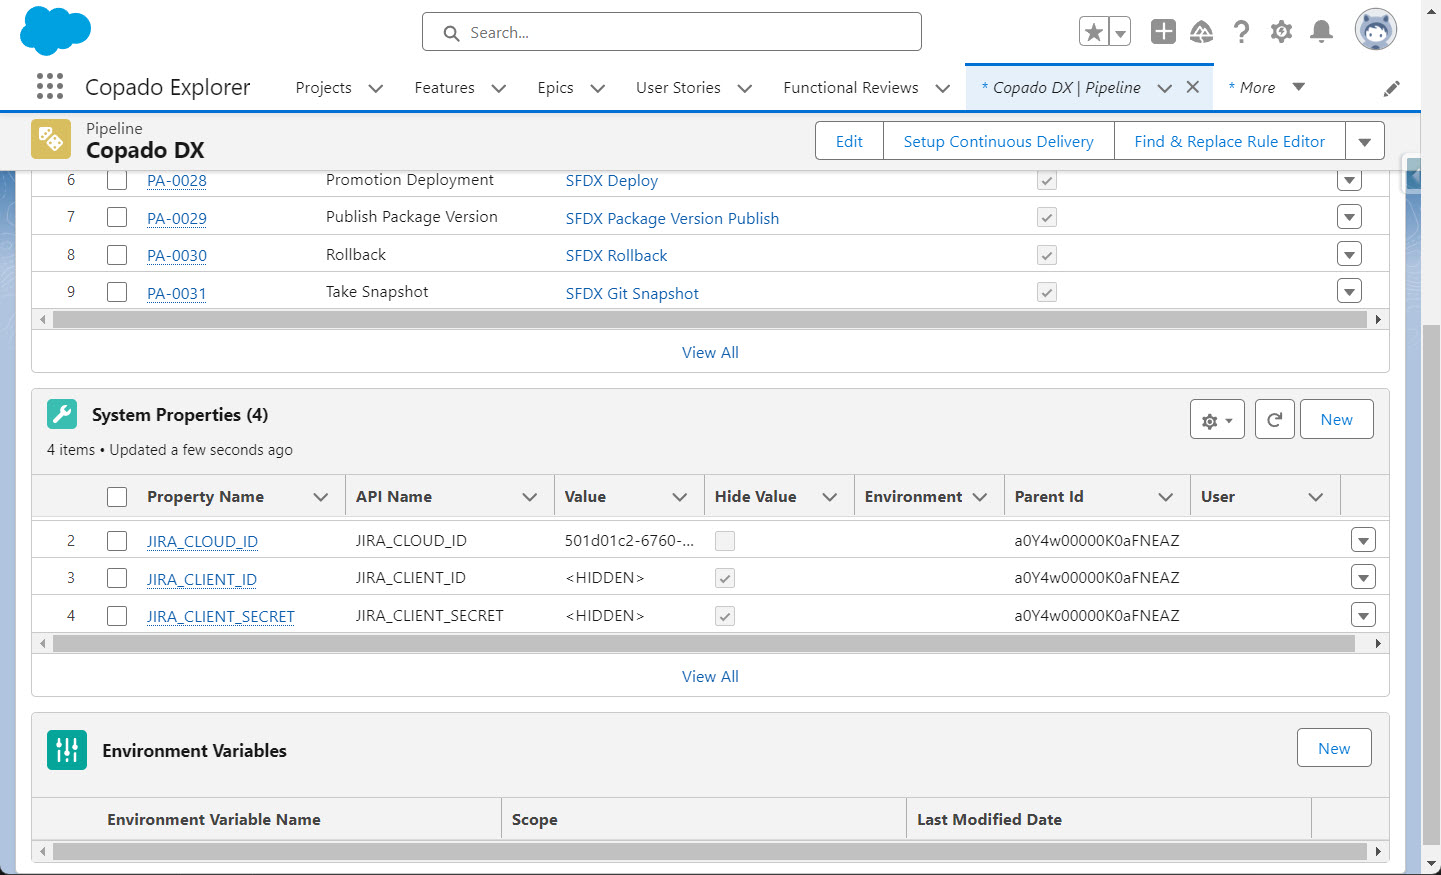 Search...
Copado Explorer
Projects
Features
Epics
User Stories
Functional Reviews
* Copado DX | Pipeline
* More
Pipeline
Copado DX
Edit
Setup Continuous Delivery
Find & Replace Rule Editor
6 PA-0028 Promotion Deployment SFDX Deploy
7 PA-0029 Publish Package Version SFDX Package Version Publish
8 PA-0030 Rollback SFDX Rollback
9 PA-0031 Take Snapshot SFDX Git Snapshot
View All
System Properties (4)
4 items • Updated a few seconds ago
New
Property Name API Name Value Hide Value Environment Parent Id User
2 JIRA_CLOUD_ID JIRA_CLOUD_ID 501d01c2-6760-... a0Y4w00000K0aFNEAZ
3 JIRA_CLIENT_ID JIRA_CLIENT_ID <HIDDEN> a0Y4w00000K0aFNEAZ
4 JIRA_CLIENT_SECRET JIRA_CLIENT_SECRET <HIDDEN> a0Y4w00000K0aFNEAZ
View All
Environment Variables
New
Environment Variable Name Scope Last Modified Date